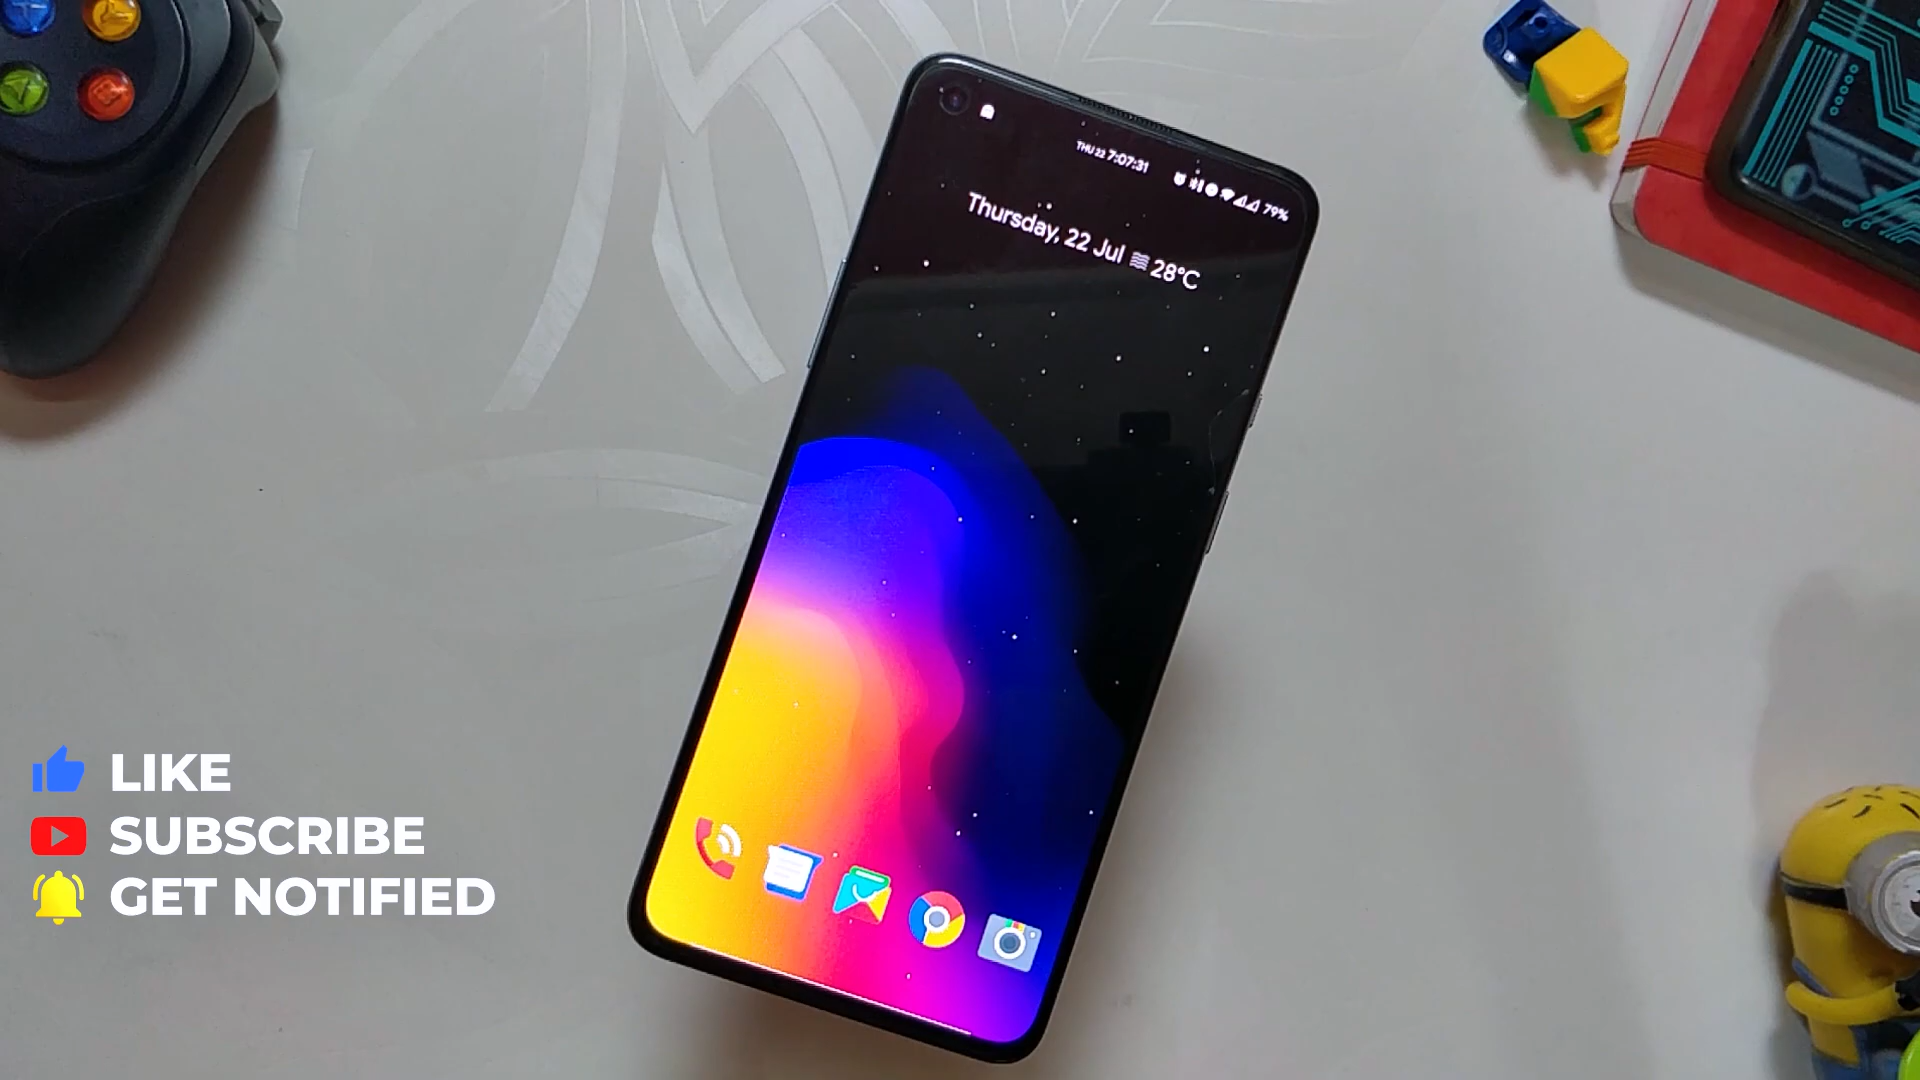 THU 22 7:07:31
79%
Thursday, 22 Jul 28°C
LIKE
SUBSCRIBE
GET NOTIFIED